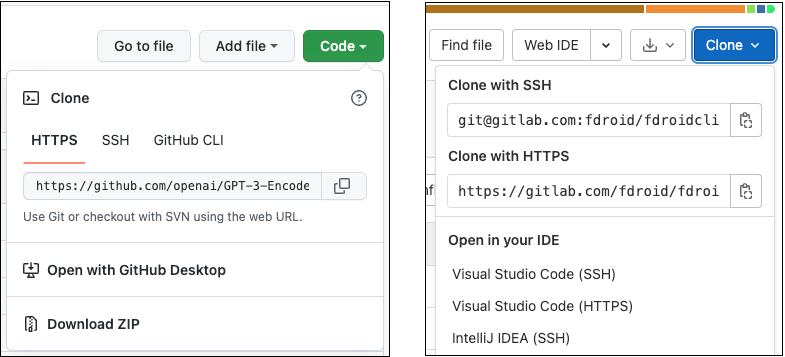 Go to file
Add file
Code
Clone
HTTPS
SSH
GitHub CLI
https://github.com/openai/GPT-3-Encode
Use Git or checkout with SVN using the web URL.
Open with GitHub Desktop
Download ZIP
Find file
Web IDE
Clone
Clone with SSH
git@gitlab.com:fdroid/fdroidcli
Clone with HTTPS
https://gitlab.com/fdroid/fdroi
Open in your IDE
Visual Studio Code (SSH)
Visual Studio Code (HTTPS)
IntelliJ IDEA (SSH)